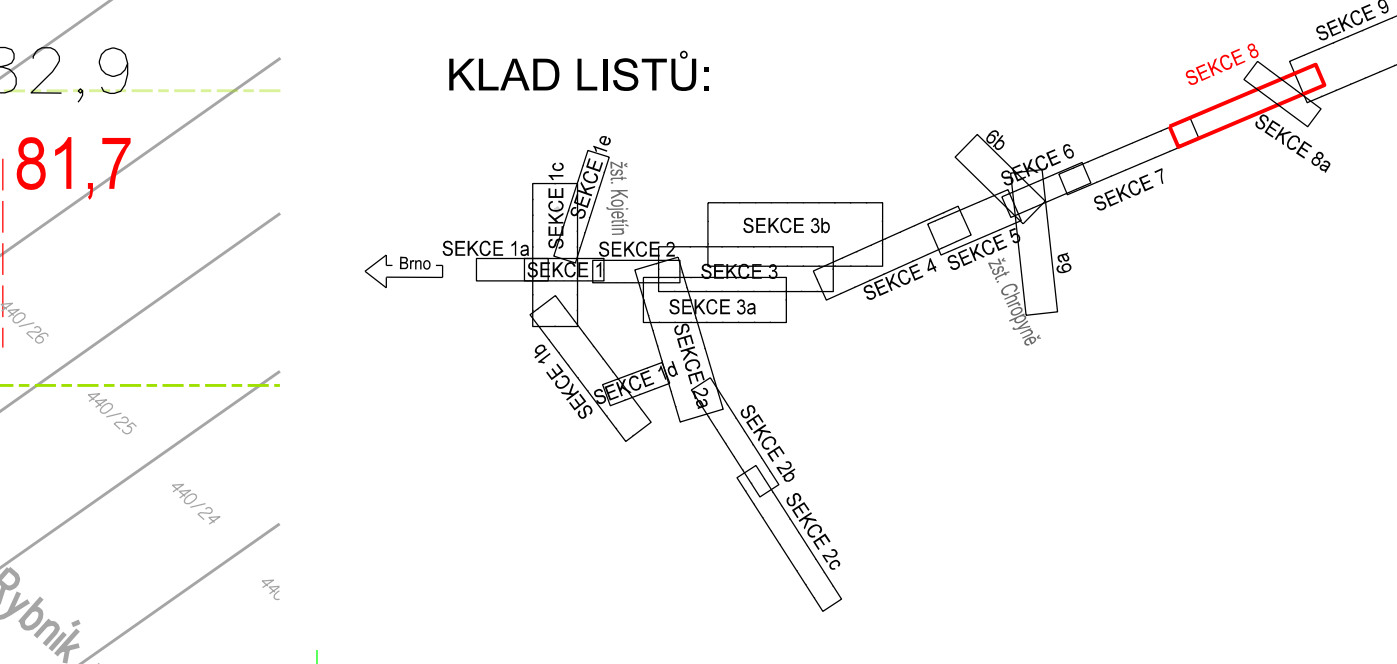 32,9
81,7
440/26
440/25
440/24
Rybník
KLAD LISTŮ:
Brno
SEKCE 1a
SEKCE 1
SEKCE 1c
SEKCE 1e
žst. Kojetín
SEKCE 1b
SEKCE 1d
SEKCE 2
SEKCE 2a
SEKCE 2b
SEKCE 2c
SEKCE 3b
SEKCE 3
SEKCE 3a
SEKCE 4
SEKCE 5
žst. Chropyně
SEKCE 6
6b
6a
SEKCE 7
SEKCE 8
SEKCE 8a
SEKCE 9